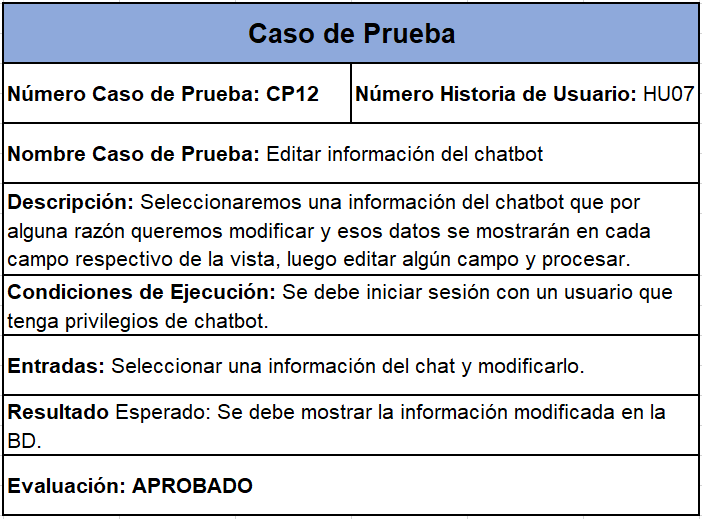 Caso de Prueba
Número Caso de Prueba: CP12
Número Historia de Usuario: HU07
Nombre Caso de Prueba: Editar información del chatbot
Descripción: Seleccionaremos una información del chatbot que por
alguna razón queremos modificar y esos datos se mostrarán en cada
campo respectivo de la vista, luego editar algún campo y procesar.
Condiciones de Ejecución: Se debe iniciar sesión con un usuario que
tenga privilegios de chatbot.
Entradas: Seleccionar una información del chat y modificarlo.
Resultado Esperado: Se debe mostrar la información modificada en la
BD.
Evaluación: APROBADO